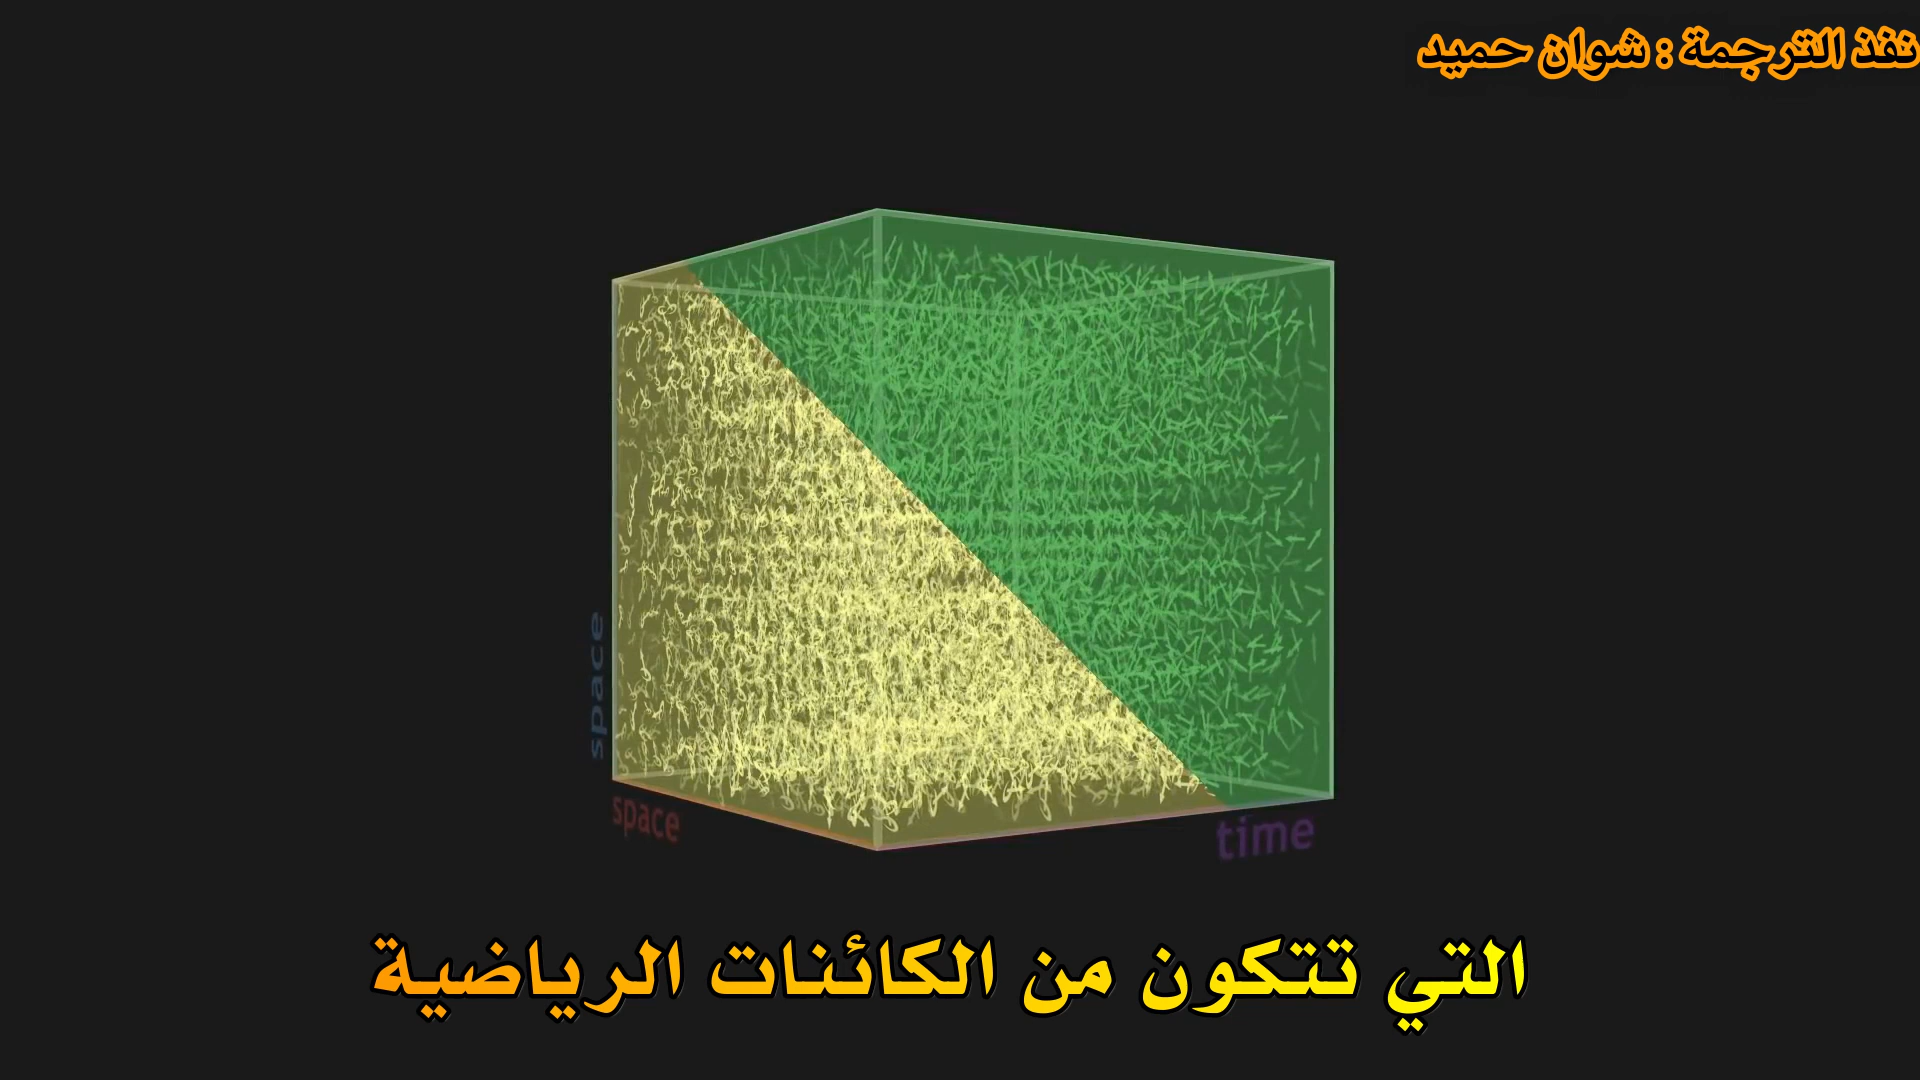 نفذ الترجمة : شوان حميد
space
space
time
التي تتكون من الكائنات الرياضية